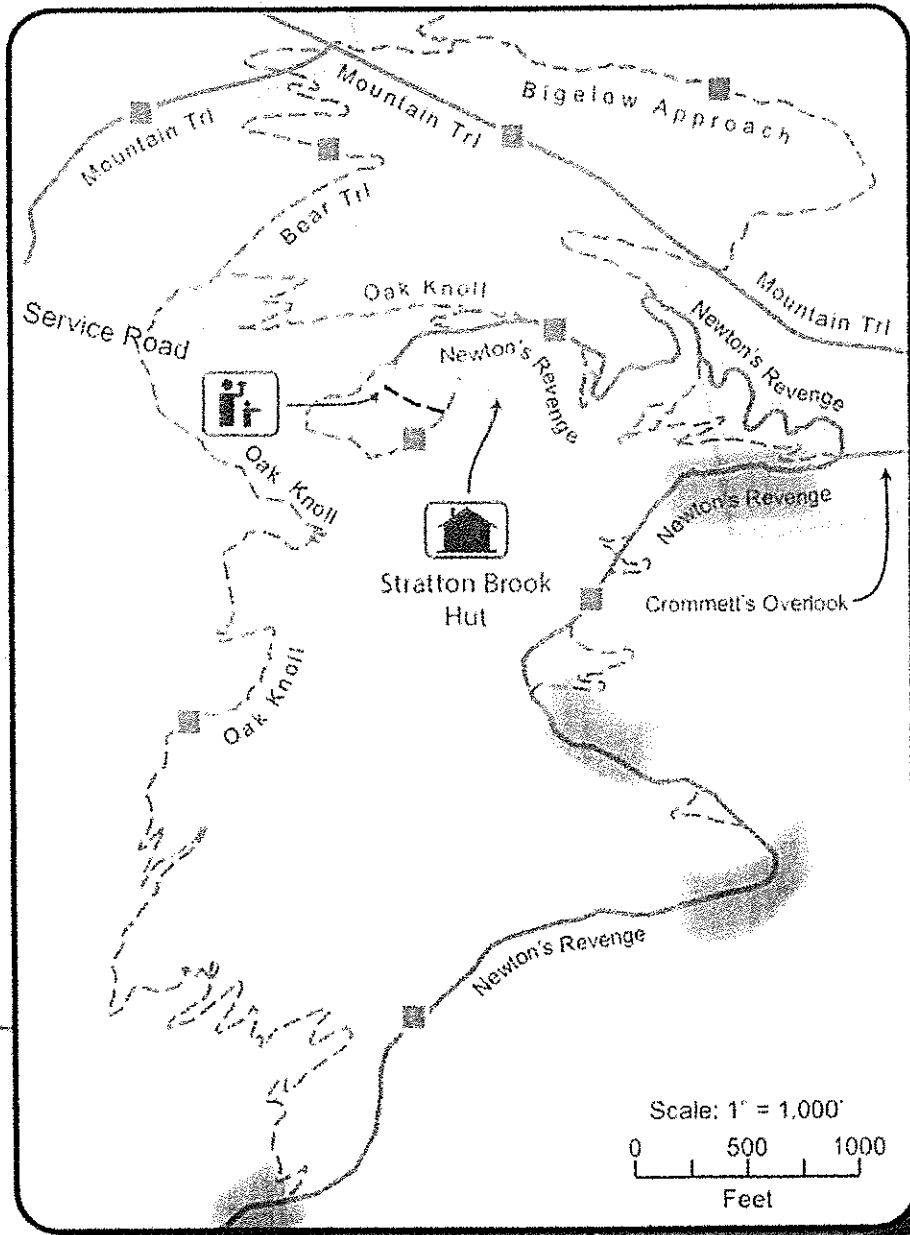 Mountain Trl
Mountain Trl
Bigelow Approach
Bear Trl
Mountain Trl
Oak Knoll
Service Road
Newton's Revenge
Newton's Revenge
Oak Knoll
Newton's Revenge
Stratton Brook
Hut
Crommett's Overlook
Oak Knoll
Newton's Revenge
Scale: 1" = 1,000'
0 500 1000
Feet